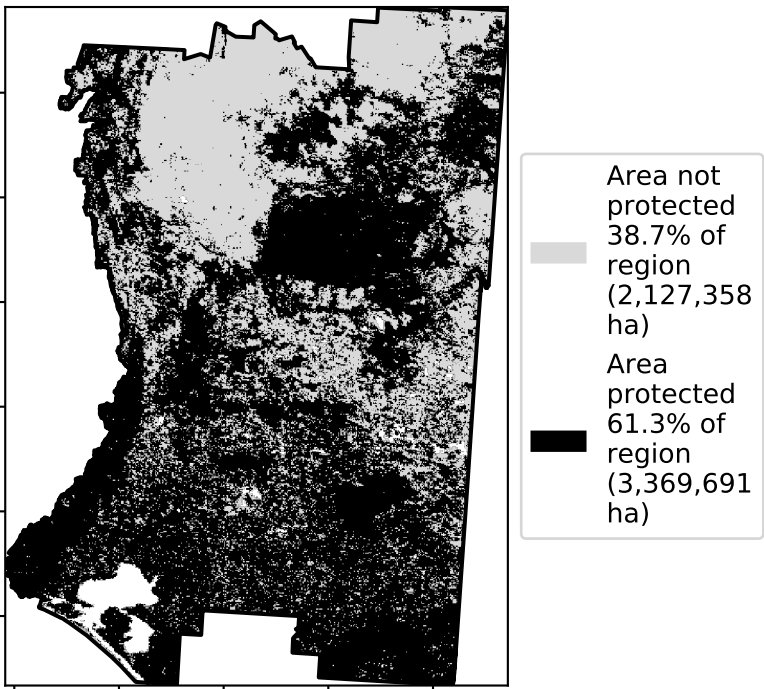 Area not
protected
38.7% of
region
(2,127,358
ha)
Area
protected
61.3% of
region
(3,369,691
ha)